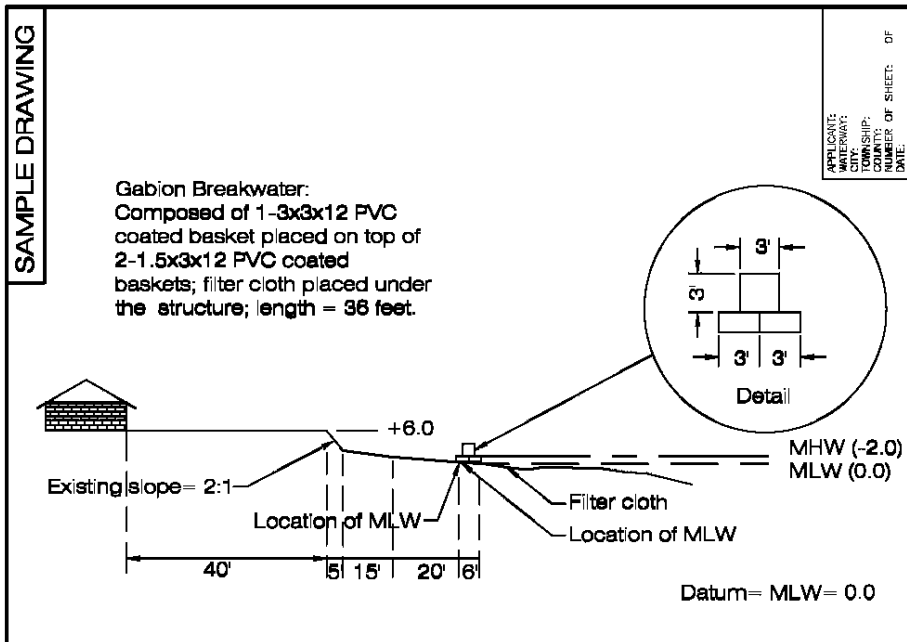 SAMPLE DRAWING
APPLICANT:
WATERWAY:
CITY:
TOWNSHIP:
COUNTY:
NUMBER OF SHEET: OF
DATE:
Gabion Breakwater:
Composed of 1-3x3x12 PVC
coated basket placed on top of
2-1.5x3x12 PVC coated
baskets; filter cloth placed under
the structure; length = 36 feet.
3'
3'
3' 3'
Detail
+6.0
MHW (-2.0)
MLW (0.0)
Existing slope= 2:1
Filter cloth
Location of MLW
Location of MLW
40' 5' 15' 20' 6'
Datum= MLW= 0.0